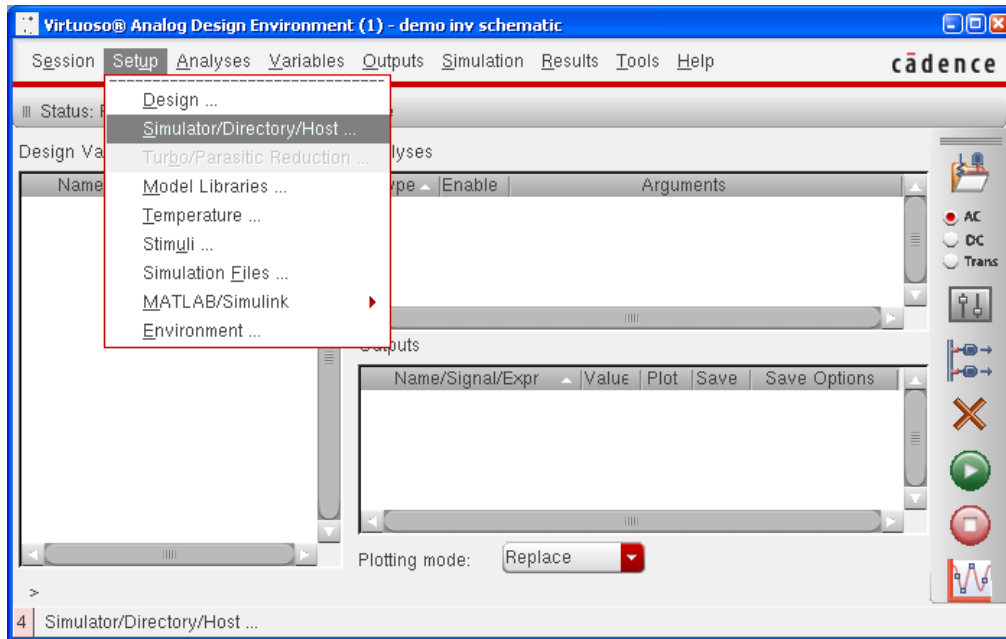 Virtuoso® Analog Design Environment (1) - demo inv schematic
Session Setup Analyses Variables Outputs Simulation Results Tools Help cādence
Status:
Design ...
Simulator/Directory/Host ...
Turbo/Parasitic Reduction ...
Model Libraries ...
Temperature ...
Stimuli ...
Simulation Files ...
MATLAB/Simulink
Environment ...
Design Va lyses
Name ype Enable Arguments
AC
DC
Trans
Outputs
Name/Signal/Expr Value Plot Save Save Options
Plotting mode: Replace
>
4 Simulator/Directory/Host ...